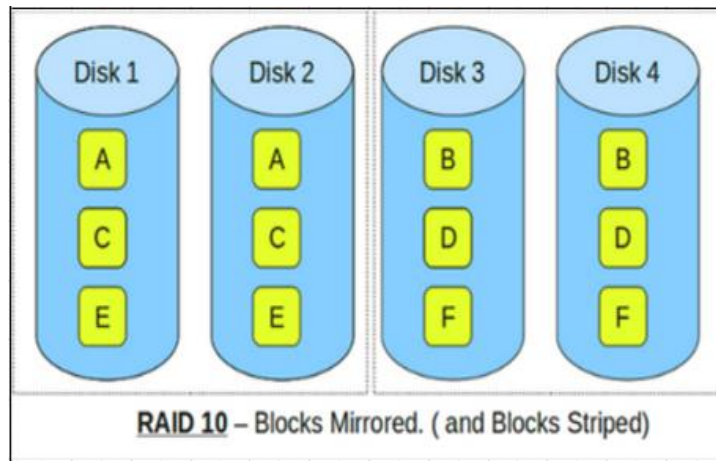 Disk 1 Disk 2 Disk 3 Disk 4
A A B B
C C D D
E E F F
RAID 10 – Blocks Mirrored. ( and Blocks Striped)